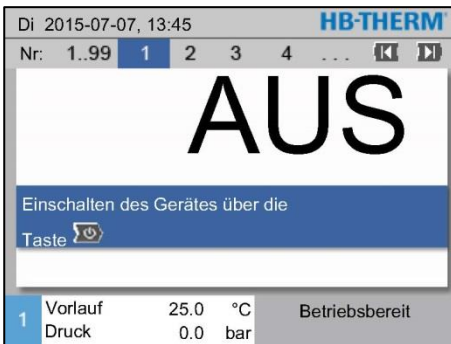 Di 2015-07-07, 13:45 HB-THERM
Nr: 1..99 1 2 3 4 ...
AUS
Einschalten des Gerätes über die
Taste
1 Vorlauf 25.0 °C Betriebsbereit
Druck 0.0 bar